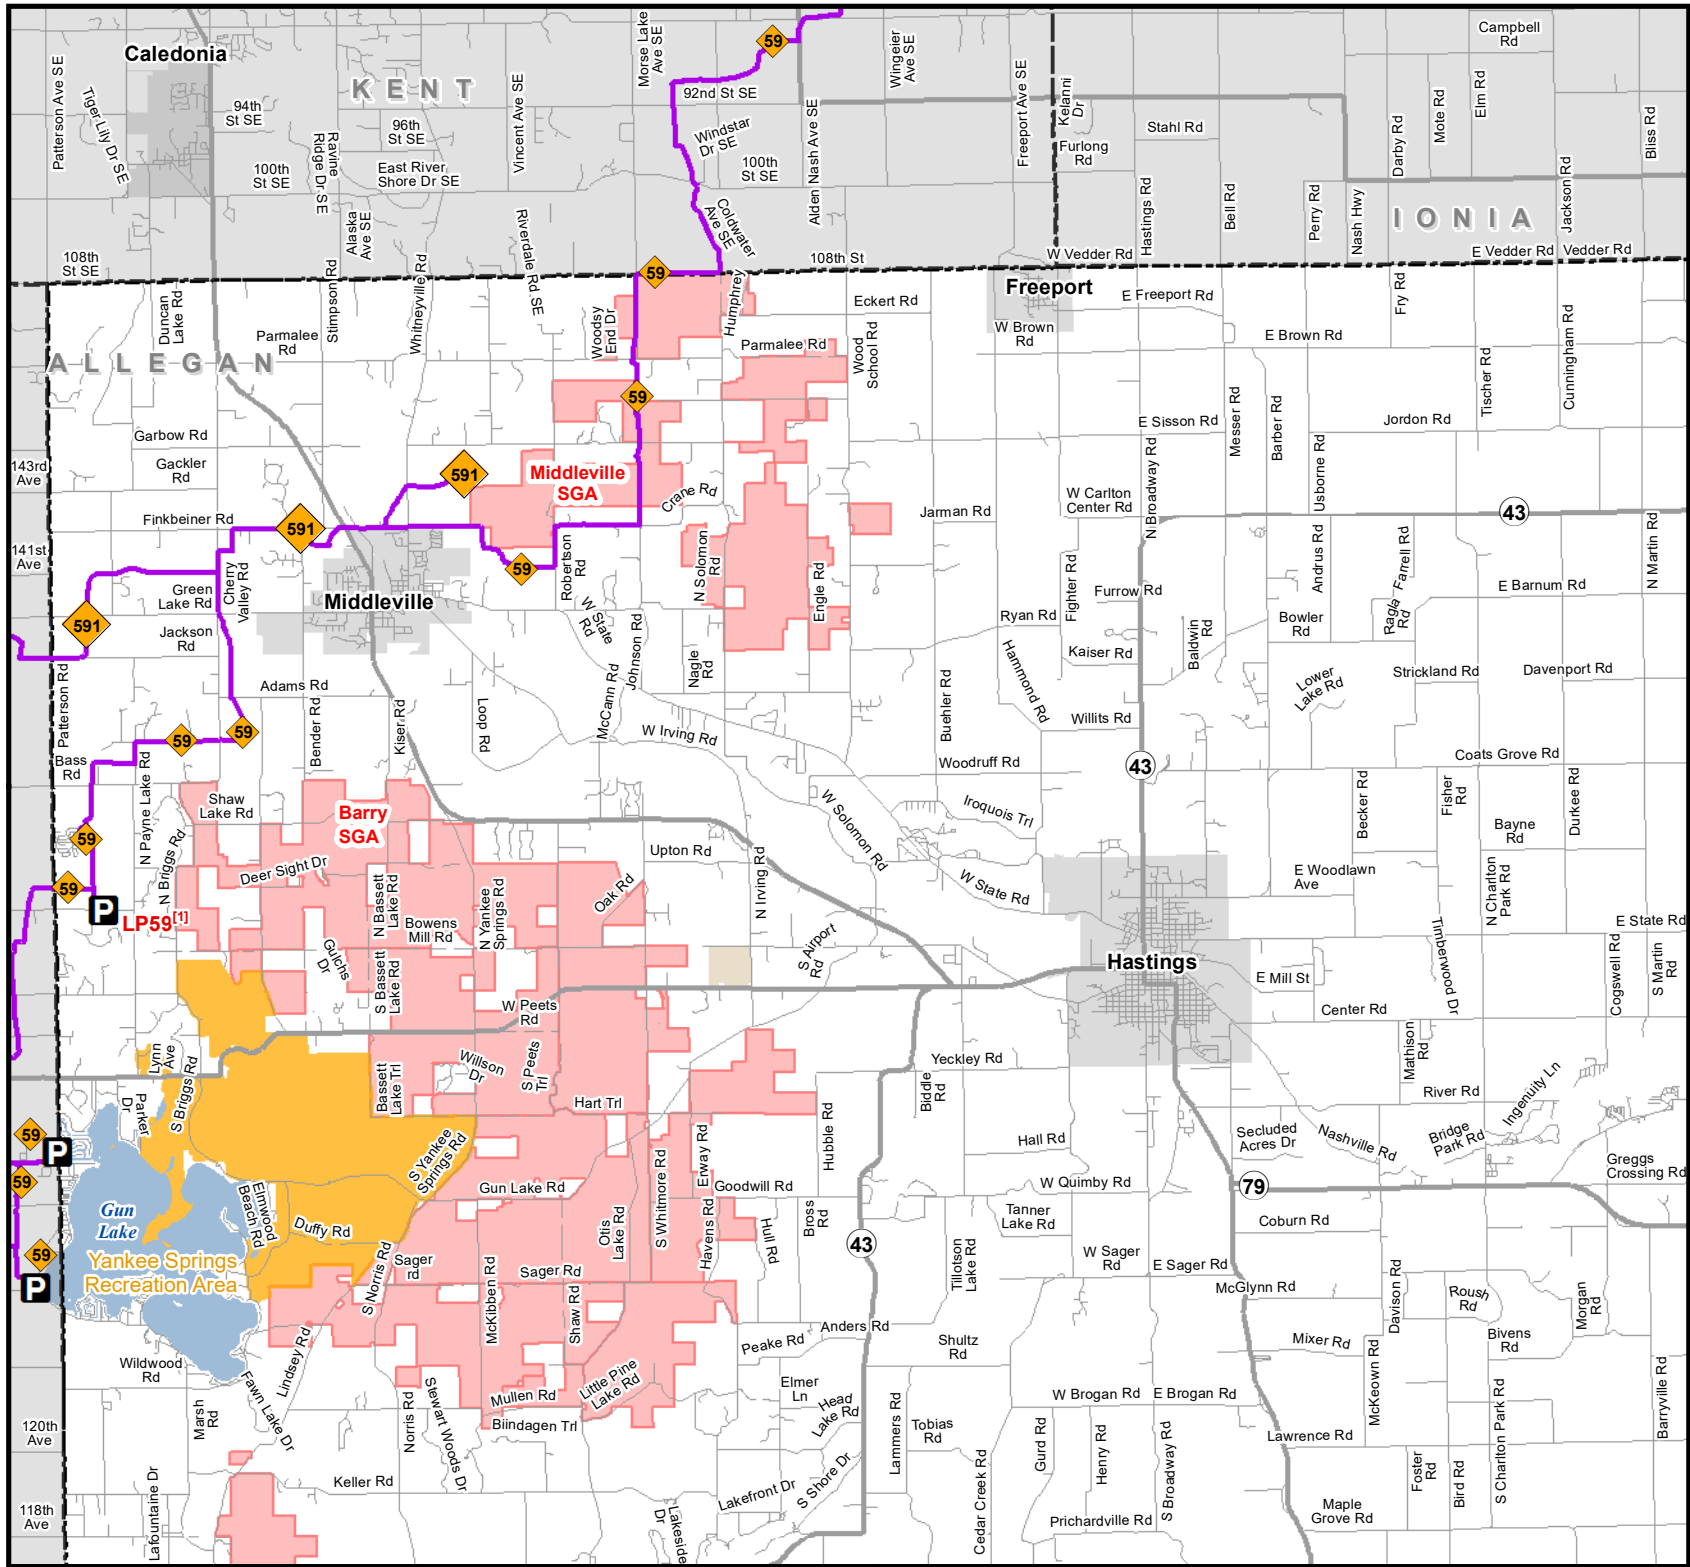 Caledonia
KENT
Patterson Ave SE
Tiger Lily Dr SE
94th
St SE
96th
St SE
100th
St SE
Ravine
Ridge Dr SE
East River
Shore Dr SE
Vincent Ave SE
Morse Lake
Ave SE
59
92nd St SE
Windstar
Dr SE
100th
St SE
Alden Nash Ave SE
Wingeier
Ave SE
Freeport Ave SE
Kelanni
Dr
Furlong
Rd
Stahl Rd
Campbell
Rd
Elm Rd
Mote Rd
Darby Rd
Bliss Rd
Alaska
Ave SE
Riverdale Rd SE
Coldwater
Ave SE
Hastings Rd
Bell Rd
Perry Rd
Nash Hwy
Jackson Rd
IONIA
108th
St SE
108th St
W Vedder Rd
E Vedder Rd
Vedder Rd
59
Duncan
Lake Rd
Stimpson Rd
Whitneyville Rd
Parmalee
Rd
Woodsy
End Dr
Humphrey
Eckert Rd
Freeport
E Freeport Rd
W Brown
Rd
E Brown Rd
Fry Rd
Cunningham Rd
ALLEGAN
Parmalee Rd
Wood
School Rd
Tischer Rd
59
Messer Rd
Barber Rd
Garbow Rd
E Sisson Rd
Jordon Rd
143rd
Ave
Gackler
Rd
591
Middleville
SGA
Crane Rd
N Broadway Rd
Usborne Rd
W Carlton
Center Rd
Finkbeiner Rd
591
Jarman Rd
43
141st
Ave
59
Robertson
Rd
N Solomon
Rd
Engle Rd
Andrus Rd
Farrell Rd
N Martin Rd
Green
Lake Rd
Cherry
Valley Rd
Middleville
Fighter Rd
Furrow Rd
E Barnum Rd
591
Jackson
Rd
W State
Rd
Johnson Rd
Ryan Rd
Bowler
Rd
Ragla
Rd
Baldwin
Rd
Kaiser Rd
Patterson Rd
Nagle
Rd
Hammond Rd
Lower
Lake Rd
Strickland Rd
Davenport Rd
Adams Rd
Bender Rd
Kiser Rd
Loop Rd
McCann Rd
Buehler Rd
Willits Rd
59
59
W Irving Rd
Woodruff Rd
43
Coats Grove Rd
Bass
Rd
N Payne Lake Rd
Shaw
Lake Rd
Barry
SGA
W Solomon Rd
Iroquois Trl
Becker Rd
Fisher
Rd
Durkee Rd
Bayne
Rd
59
N Briggs Rd
Deer Sight Dr
Upton Rd
N Irving Rd
E Woodlawn
Ave
N Charlton
Park Rd
59
P
LP59[1]
N Bassett
Lake Rd
Bowens
Mill Rd
N Yankee
Springs Rd
Oak Rd
W State Rd
E State Rd
Gulchs
Dr
S Bassett
Lake Rd
S Airport
Rd
Hastings
E Mill St
Timberwood Dr
Cogswell Rd
S Martin
Rd
W Peets
Rd
Center Rd
Lynn
Ave
S Briggs Rd
Willson
Dr
S Peets
Trl
Yeckley Rd
Mathison
Rd
Bassett
Lake Trl
Hart Trl
Biddle
Rd
River Rd
Ingenuity Ln
Parker
Dr
59
P
Hubble Rd
Hall Rd
Secluded
Acres Dr
Nashville Rd
Bridge
Park Rd
S Yankee
Springs Rd
Erway Rd
S Whitmore Rd
Greggs
Crossing Rd
59
Gun Lake Rd
Goodwill Rd
W Quimby Rd
79
Gun
Lake
Elmwood
Beach Rd
Duffy Rd
Otis
Lake Rd
Havens Rd
Hull Rd
Bross
Rd
Tanner
Lake Rd
Coburn Rd
59
Yankee Springs
Recreation Area
S Norris Rd
Sager
rd
Sager Rd
43
Tillotson
Lake Rd
W Sager
Rd
E Sager Rd
P
McKibben Rd
Shaw Rd
McGlynn Rd
Davison Rd
Roush
Rd
Morgan
Rd
Anders Rd
Peake Rd
Shultz
Rd
Mixer Rd
Bivens
Rd
Wildwood
Rd
Lindsey Rd
Fawn Lake Dr
Marsh
Rd
Norris Rd
Stewart Woods Dr
Mullen Rd
Little Pine
Lake Rd
Biindagen Trl
Elmer
Ln
Head
Lake Rd
W Brogan Rd
E Brogan Rd
McKeown Rd
Barryville Rd
120th
Ave
Lammers Rd
Tobias
Rd
Gurd Rd
Henry Rd
S Broadway Rd
Lawrence Rd
Foster
Rd
Bird Rd
S Charlton Park Rd
Keller Rd
Lafountaine Dr
Lakefront Dr
S Shore Dr
Cedar Creek Rd
118th
Ave
Lakeside
Dr
Prichardville Rd
Maple
Grove Rd